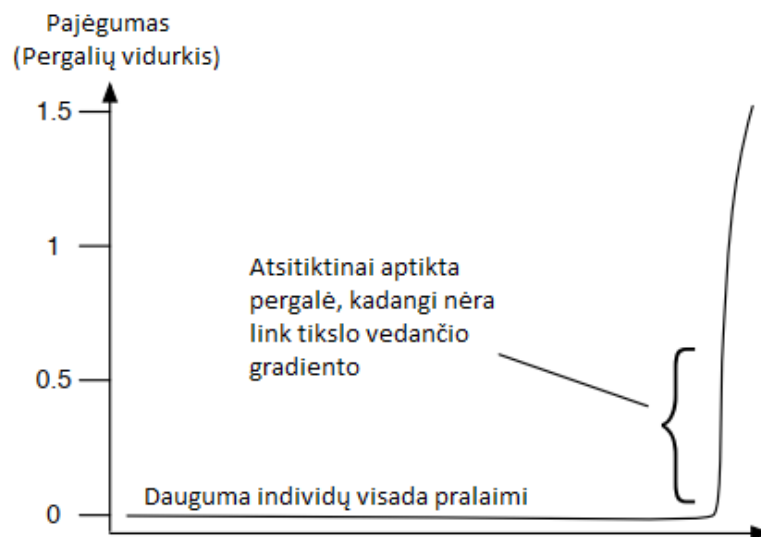 Pajėgumas
(Pergalių vidurkis)
1.5
1
Atsitiktinai aptikta
pergalė, kadangi nėra
link tikslo vedančio
gradiento
0.5
Dauguma individų visada pralaimi
0